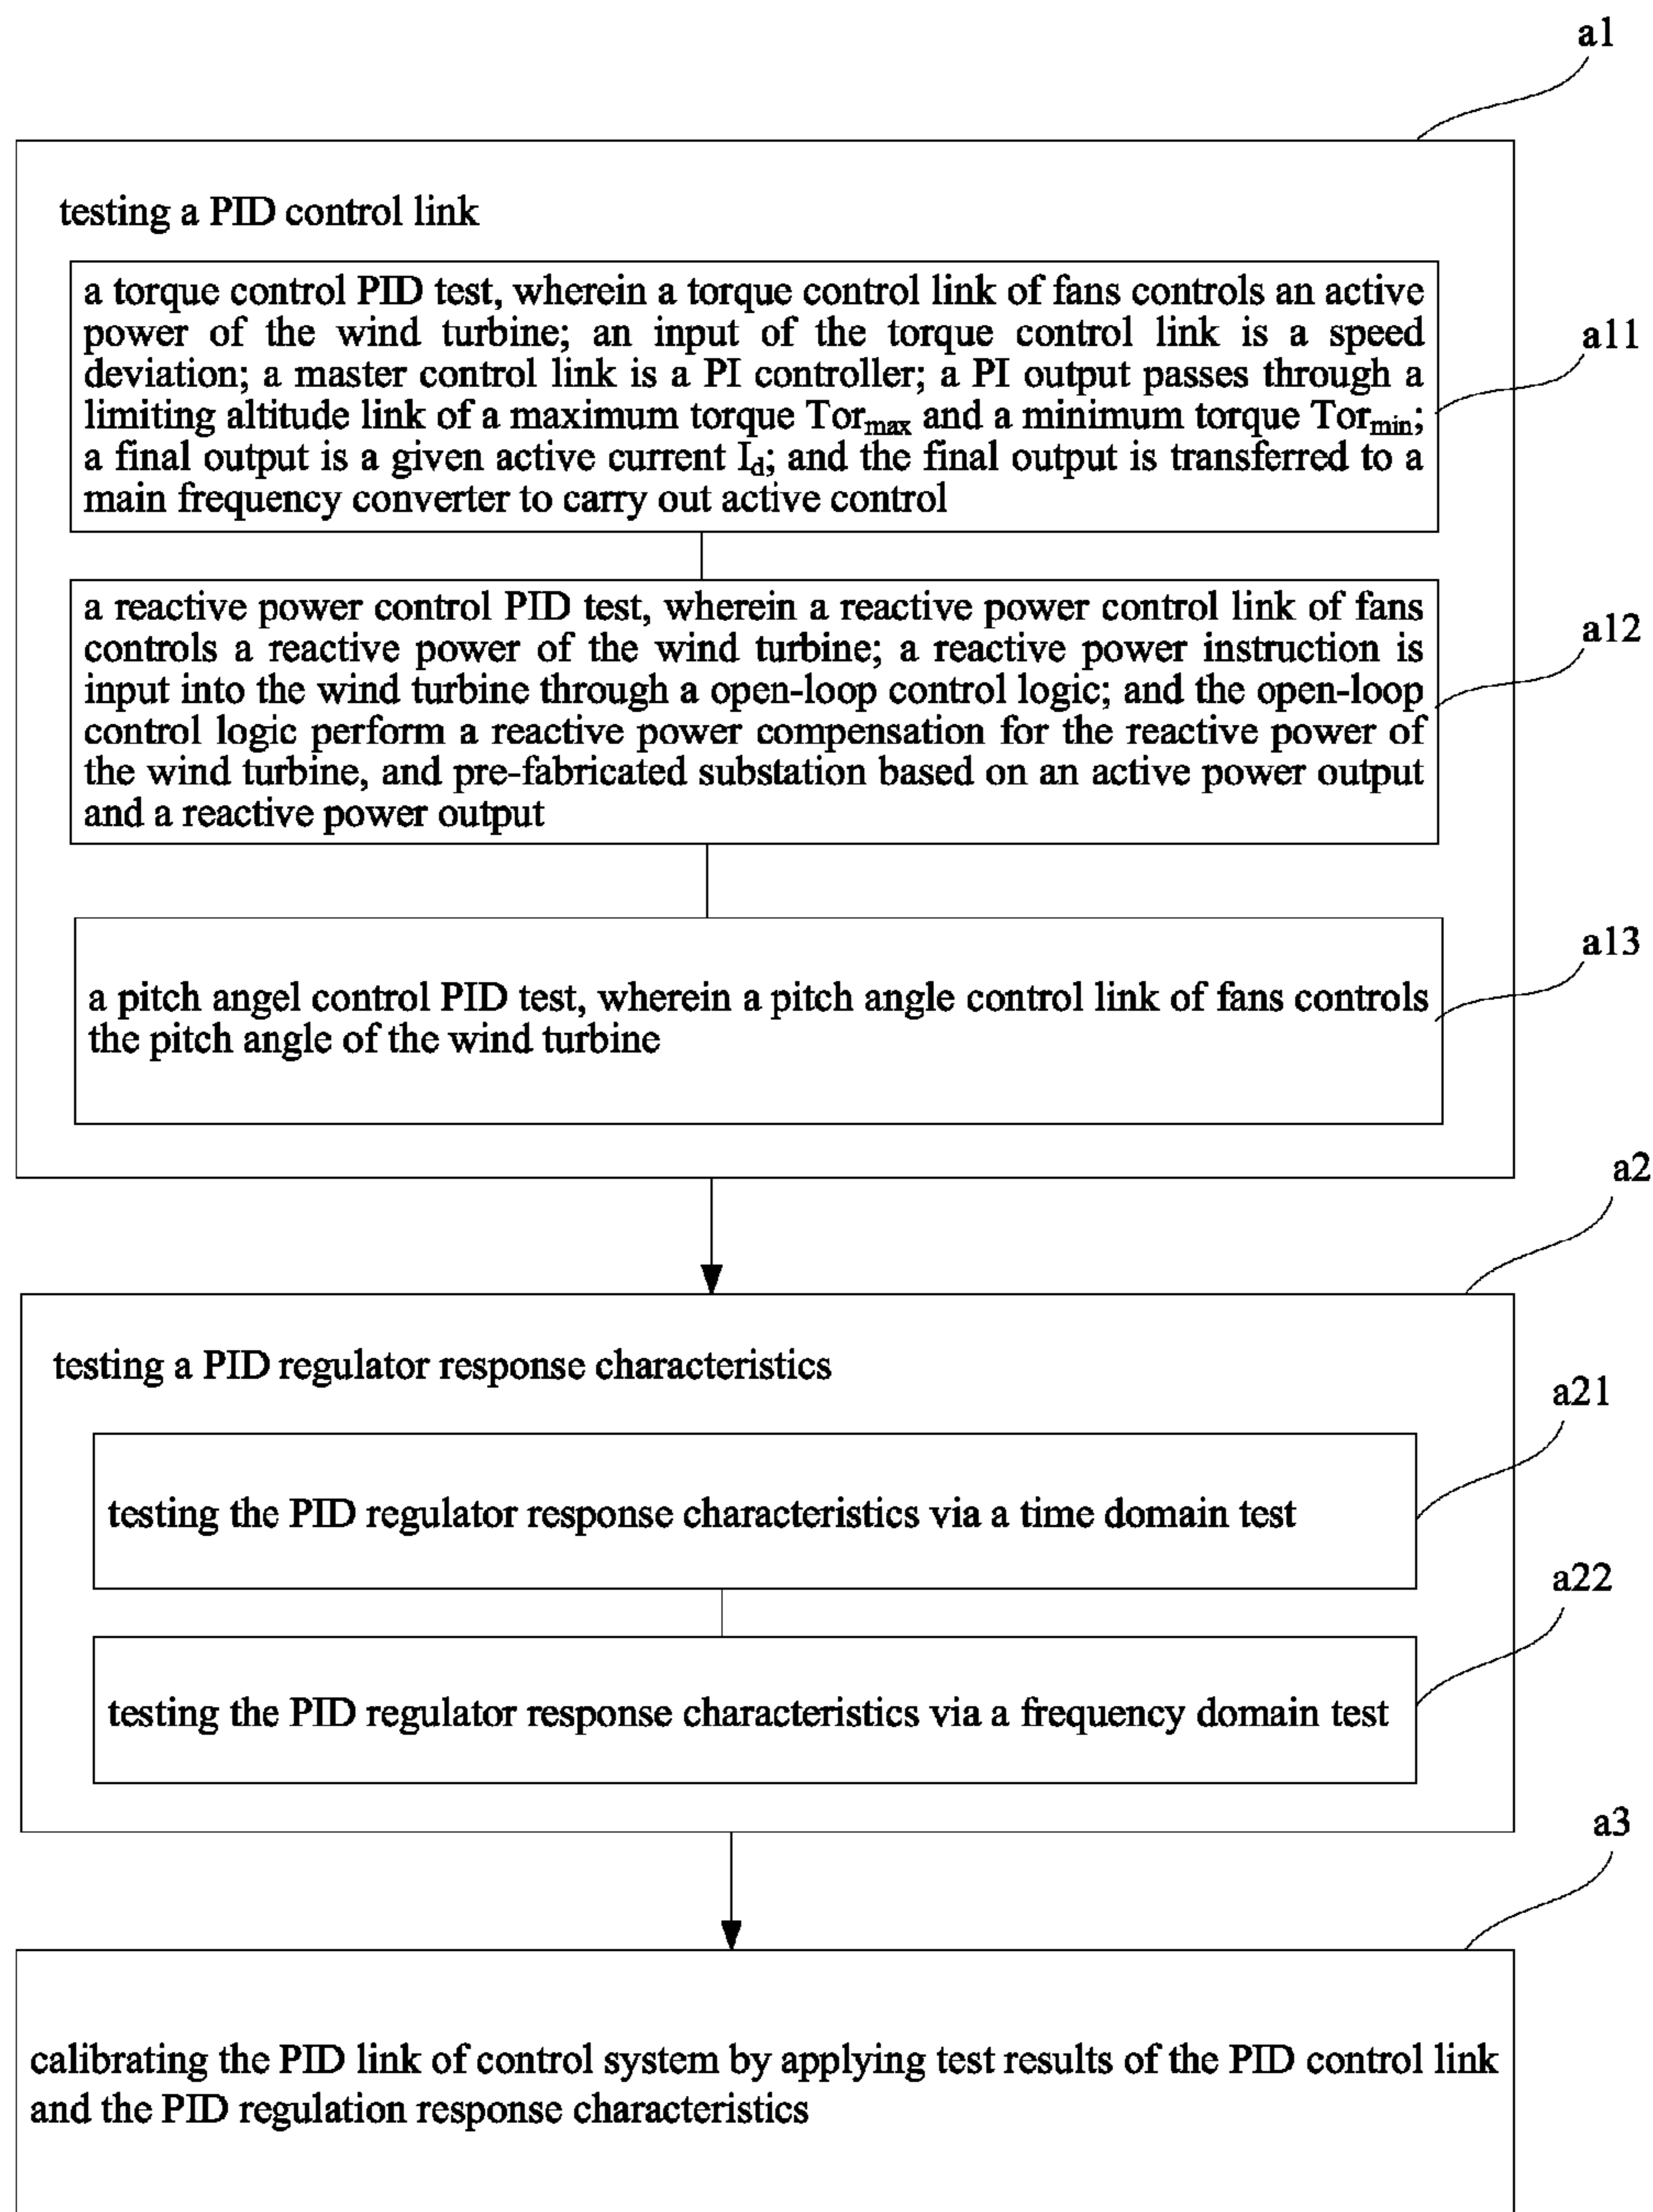 a1
testing a PID control link
a torque control PID test, wherein a torque control link of fans controls an active
power of the wind turbine; an input of the torque control link is a speed
deviation; a master control link is a PI controller; a PI output passes through a
limiting altitude link of a maximum torque Tormax and a minimum torque Tormin;
a final output is a given active current Id; and the final output is transferred to a
main frequency converter to carry out active control
a11
a reactive power control PID test, wherein a reactive power control link of fans
controls a reactive power of the wind turbine; a reactive power instruction is
input into the wind turbine through a open-loop control logic; and the open-loop
control logic perform a reactive power compensation for the reactive power of
the wind turbine, and pre-fabricated substation based on an active power output
and a reactive power output
a12
a pitch angel control PID test, wherein a pitch angle control link of fans controls
the pitch angle of the wind turbine
a13
a2
testing a PID regulator response characteristics
testing the PID regulator response characteristics via a time domain test
a21
testing the PID regulator response characteristics via a frequency domain test
a22
a3
calibrating the PID link of control system by applying test results of the PID control link
and the PID regulation response characteristics